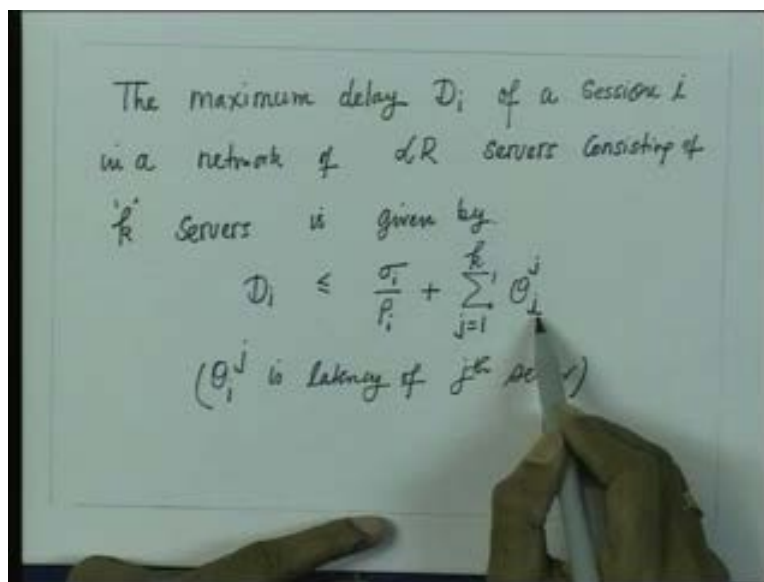 The maximum delay Dᵢ of a Session i
in a network of LR servers Consisting of
'k' Servers is given by
Dᵢ ≤ σᵢ/ρᵢ + Σ_{j=1}^{k} θᵢʲ
(θᵢʲ is latency of jᵗʰ )